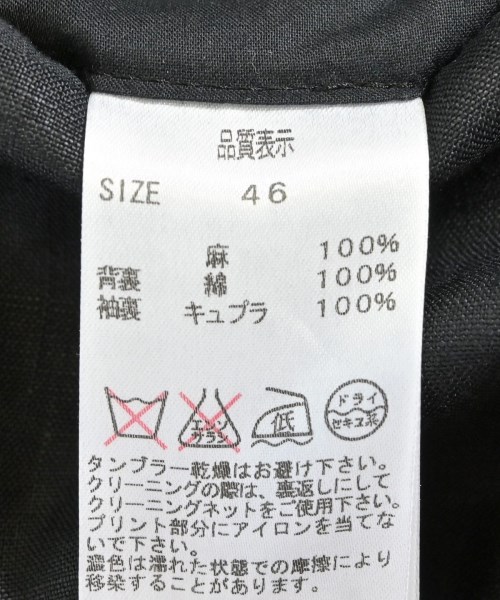 品質表示
SIZE 46
麻 100%
背裏 綿 100%
袖裏 キュプラ 100%
エンソサラシ 低 ドライ セキユ系
タンブラー乾燥はお避け下さい。
クリーニングの際は、裏返しにして
クリーニングネットをご使用下さい。
プリント部分にアイロンを当てな
いで下さい。
濃色は濡れた状態での摩擦により
移染することがあります。